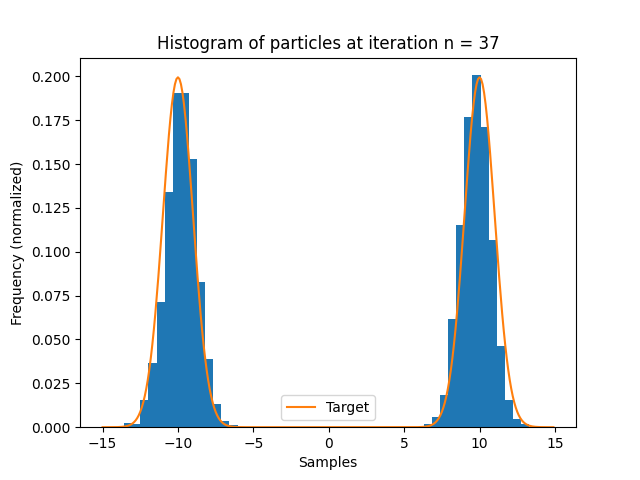 Histogram of particles at iteration n = 37
Frequency (normalized)
0.200
0.175
0.150
0.125
0.100
0.075
0.050
0.025
0.000
Target
−15 −10 −5 0 5 10 15
Samples